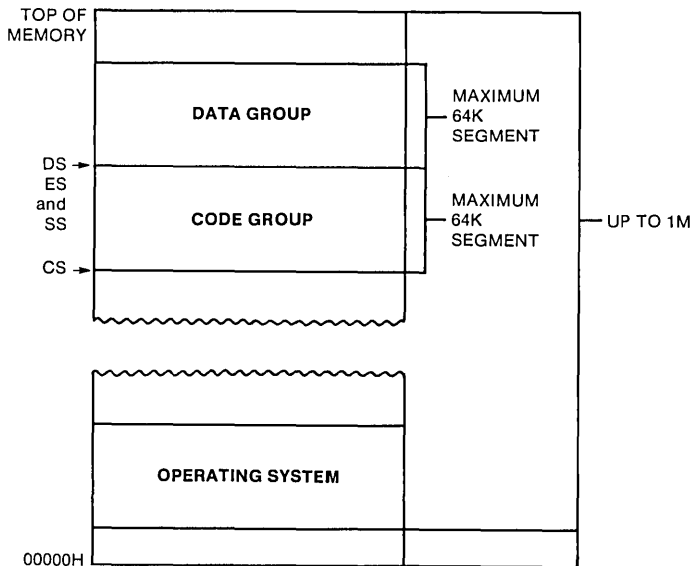 TOP OF
MEMORY
DATA GROUP
MAXIMUM
64K
SEGMENT
DS
ES
and
SS
CODE GROUP
MAXIMUM
64K
SEGMENT
UP TO 1M
CS
OPERATING SYSTEM
00000H